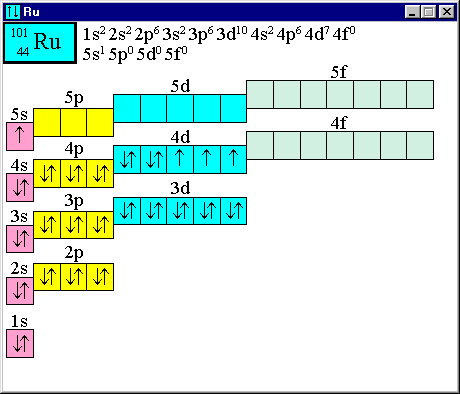 Ru
101
44 Ru
1s² 2s² 2p⁶ 3s² 3p⁶ 3d¹⁰ 4s² 4p⁶ 4d⁷ 4f⁰
5s¹ 5p⁰ 5d⁰ 5f⁰
5f
5d
5p
5s
4f
4d
4p
4s
3d
3p
3s
2p
2s
1s